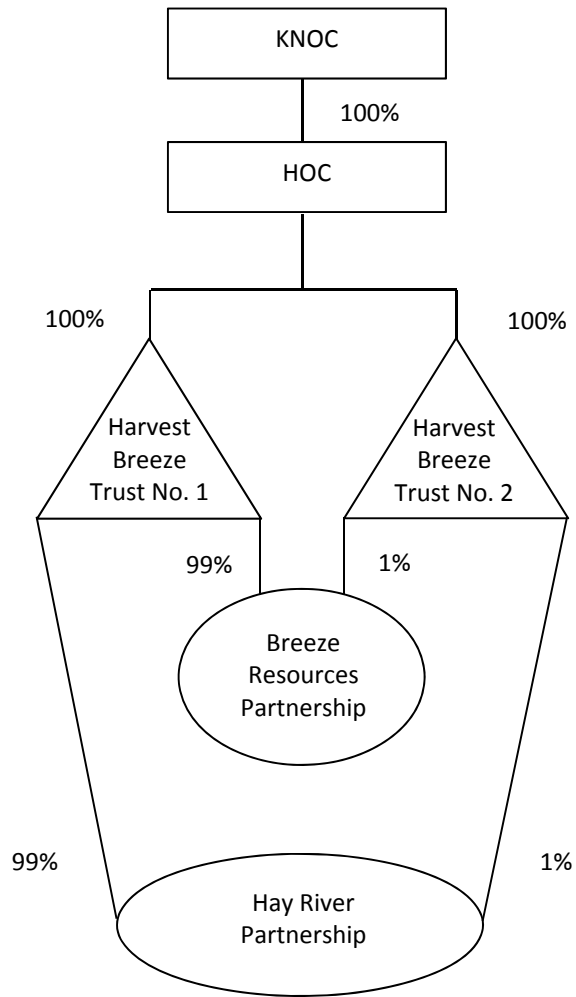 KNOC
100%
HOC
100%
100%
Harvest
Breeze
Trust No. 1
Harvest
Breeze
Trust No. 2
99%
1%
Breeze
Resources
Partnership
99%
1%
Hay River
Partnership